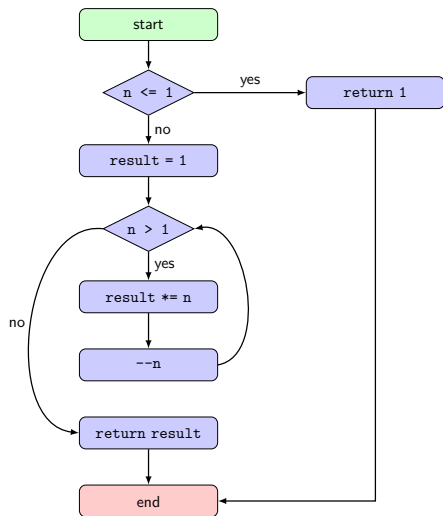 start
n <= 1
yes
return 1
no
result = 1
n > 1
yes
result *= n
no
--n
return result
end